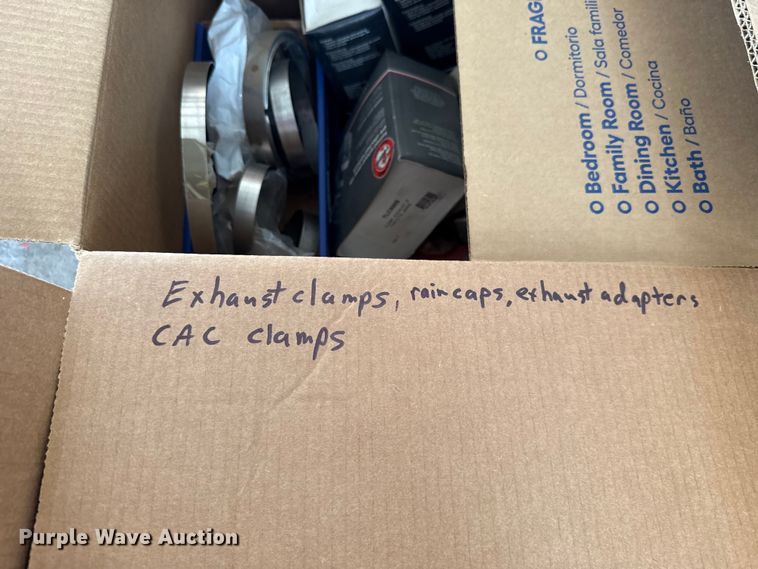 O FRAG
O Bedroom / Dormitorio
O Family Room / Sala famili
O Dining Room / Comedor
O Kitchen / Cocina
O Bath / Baño
Exhaust clamps, raincaps, exhaust adapters
CAC clamps
Purple Wave Auction